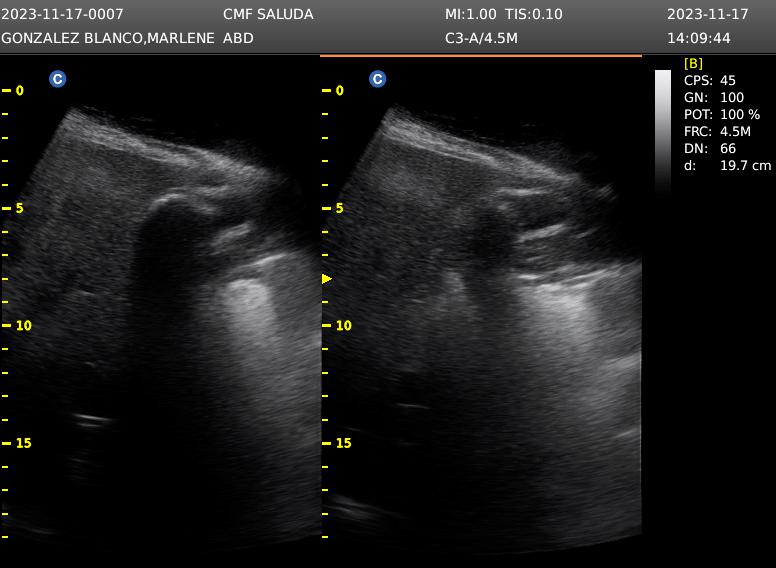 2023-11-17-0007 CMF SALUDA MI:1.00 TIS:0.10 2023-11-17
GONZALEZ BLANCO,MARLENE ABD C3-A/4.5M 14:09:44
C
C
[B]
CPS: 45
GN: 100
POT: 100 %
FRC: 4.5M
DN: 66
d: 19.7 cm
0
5
10
15
0
5
10
15